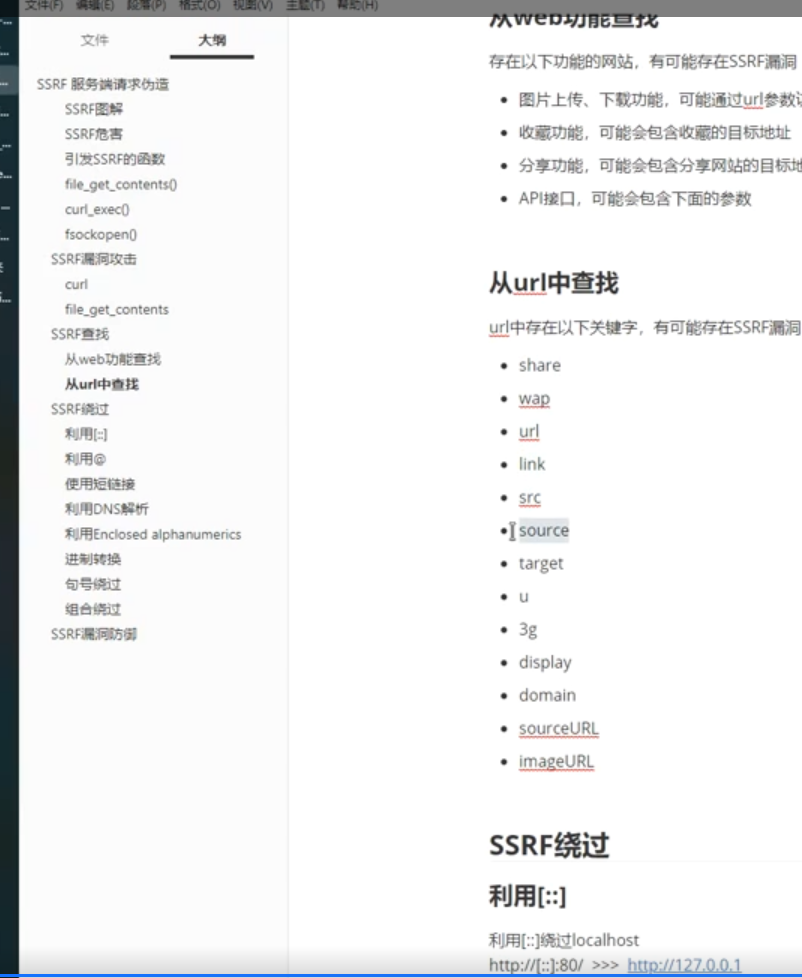 文件(F) 编辑(E) 段落(P) 格式(O) 视图(V) 主题(T) 帮助(H)
文件 大纲
SSRF 服务端请求伪造
SSRF图解
SSRF危害
引发SSRF的函数
file_get_contents()
curl_exec()
fsockopen()
SSRF漏洞攻击
curl
file_get_contents
SSRF查找
从web功能查找
从url中查找
SSRF绕过
利用[::]
利用@
使用短链接
利用DNS解析
利用Enclosed alphanumerics
进制转换
句号绕过
组合绕过
SSRF漏洞防御
从web功能查找
存在以下功能的网站，有可能存在SSRF漏洞
图片上传、下载功能，可能通过url参数
收藏功能，可能会包含收藏的目标地址
分享功能，可能会包含分享网站的目标地
API接口，可能会包含下面的参数
从url中查找
url中存在以下关键字，有可能存在SSRF漏洞
share
wap
url
link
src
source
target
u
3g
display
domain
sourceURL
imageURL
SSRF绕过
利用[::]
利用[::]绕过localhost
http://[::]:80/ >>> http://127.0.0.1